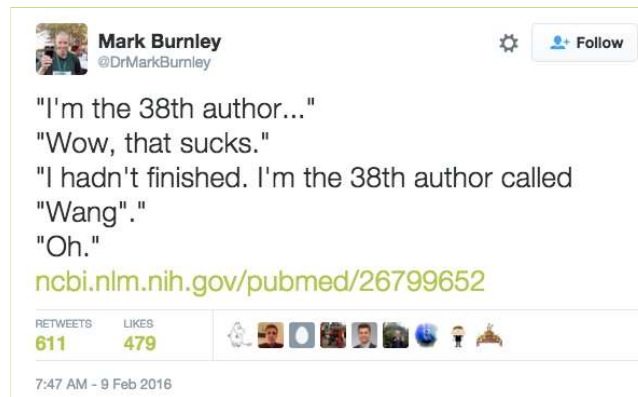 Mark Burnley
@DrMarkBurnley
Follow
"I'm the 38th author..."
"Wow, that sucks."
"I hadn't finished. I'm the 38th author called
"Wang"."
"Oh."
ncbi.nlm.nih.gov/pubmed/26799652
RETWEETS LIKES
611 479
7:47 AM - 9 Feb 2016